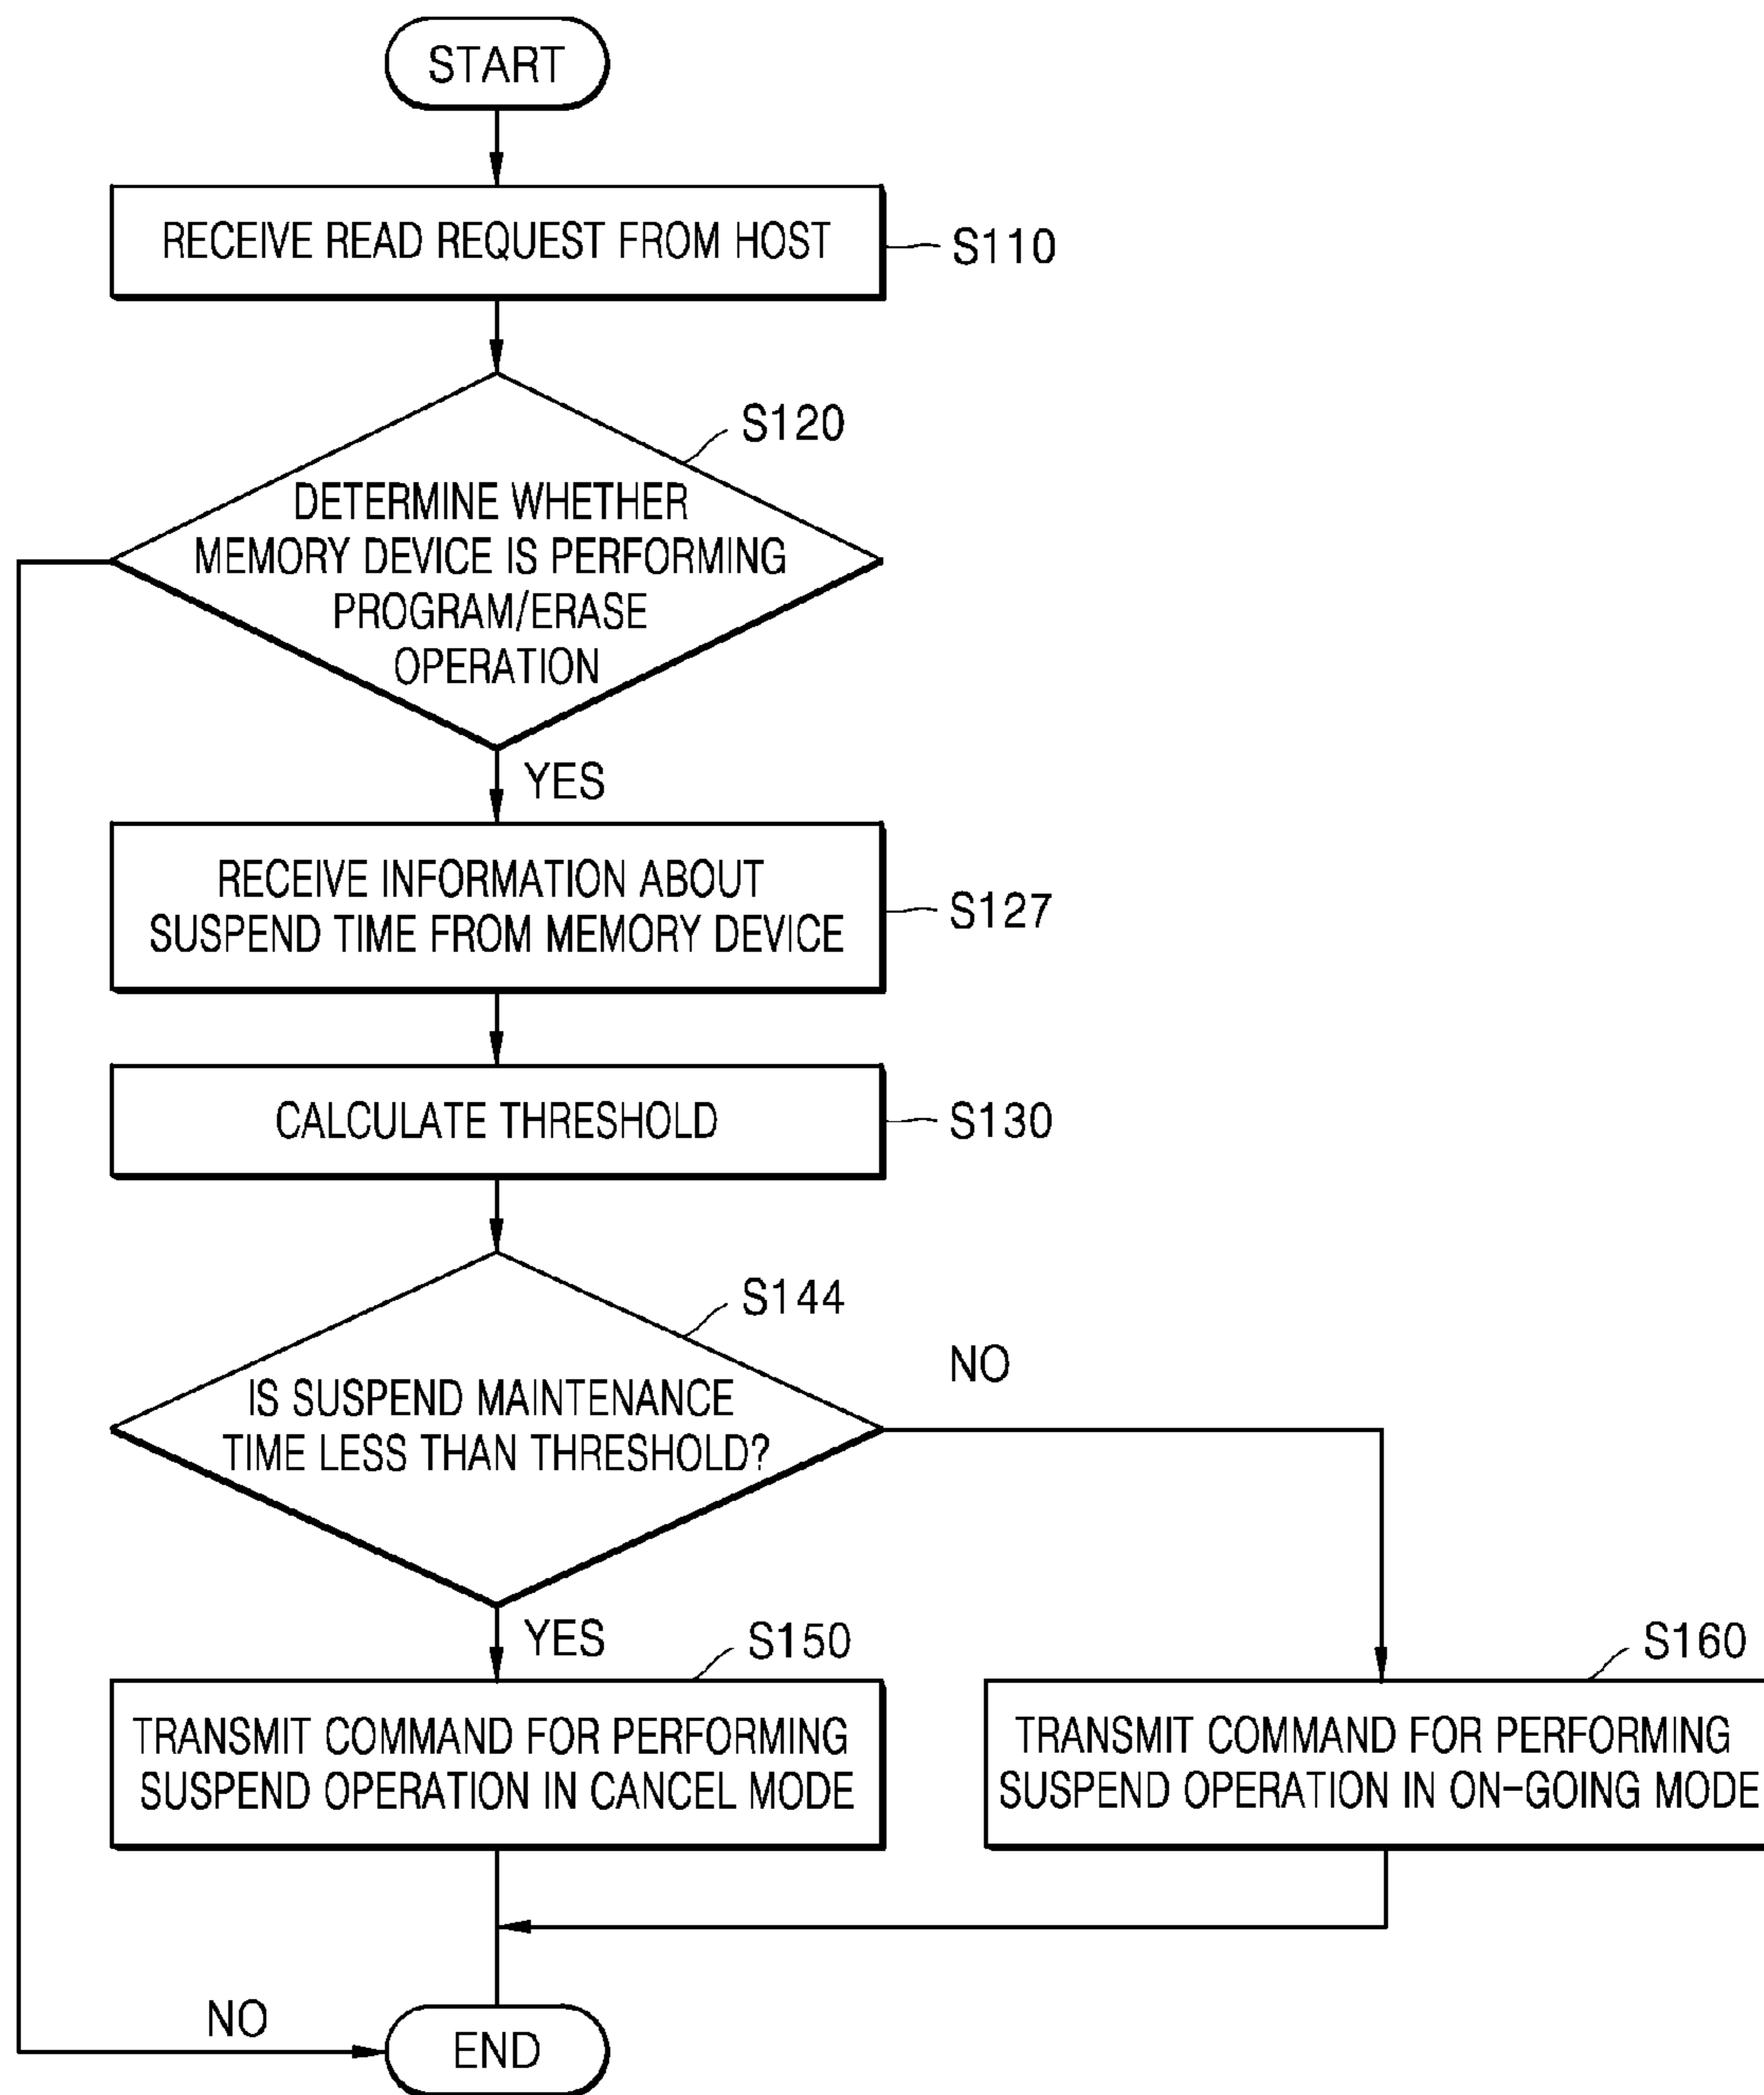 START
RECEIVE READ REQUEST FROM HOST
S110
S120
DETERMINE WHETHER
MEMORY DEVICE IS PERFORMING
PROGRAM/ERASE
OPERATION
YES
RECEIVE INFORMATION ABOUT
SUSPEND TIME FROM MEMORY DEVICE
S127
CALCULATE THRESHOLD
S130
S144
NO
IS SUSPEND MAINTENANCE
TIME LESS THAN THRESHOLD?
YES
S150
TRANSMIT COMMAND FOR PERFORMING
SUSPEND OPERATION IN CANCEL MODE
S160
TRANSMIT COMMAND FOR PERFORMING
SUSPEND OPERATION IN ON-GOING MODE
NO
END